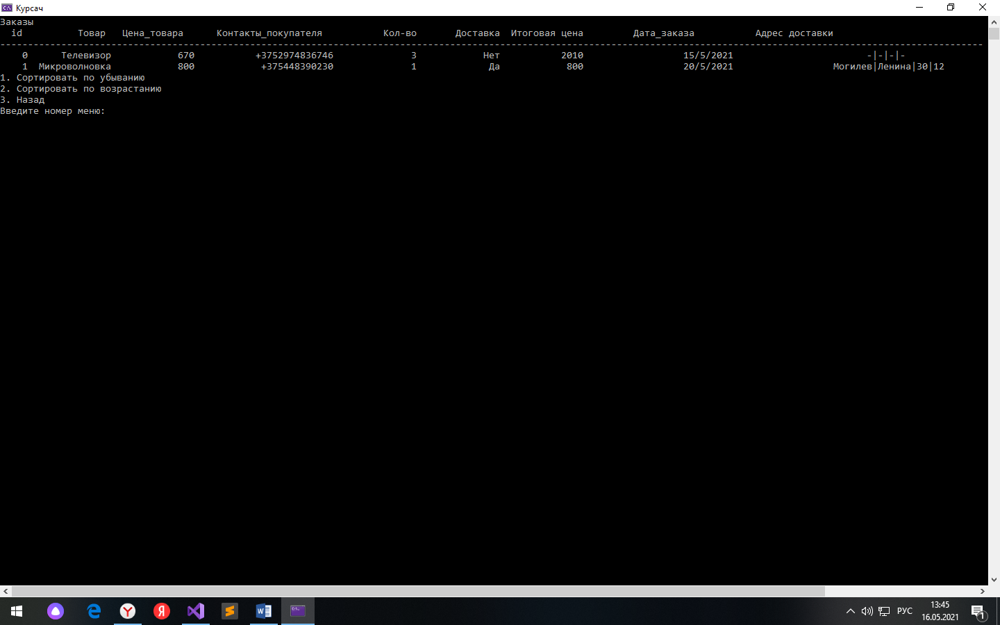 Курсач
Заказы
id Товар Цена_товара Контакты_покупателя Кол-во Доставка Итоговая цена Дата_заказа Адрес доставки
0 Телевизор 670 +3752974836746 3 Нет 2010 15/5/2021 -|-|-|-
1 Микроволновка 800 +375448390230 1 Да 800 20/5/2021 Могилев|Ленина|30|12
1. Сортировать по убыванию
2. Сортировать по возрастанию
3. Назад
Введите номер меню:
РУС
13:45
16.05.2021
1